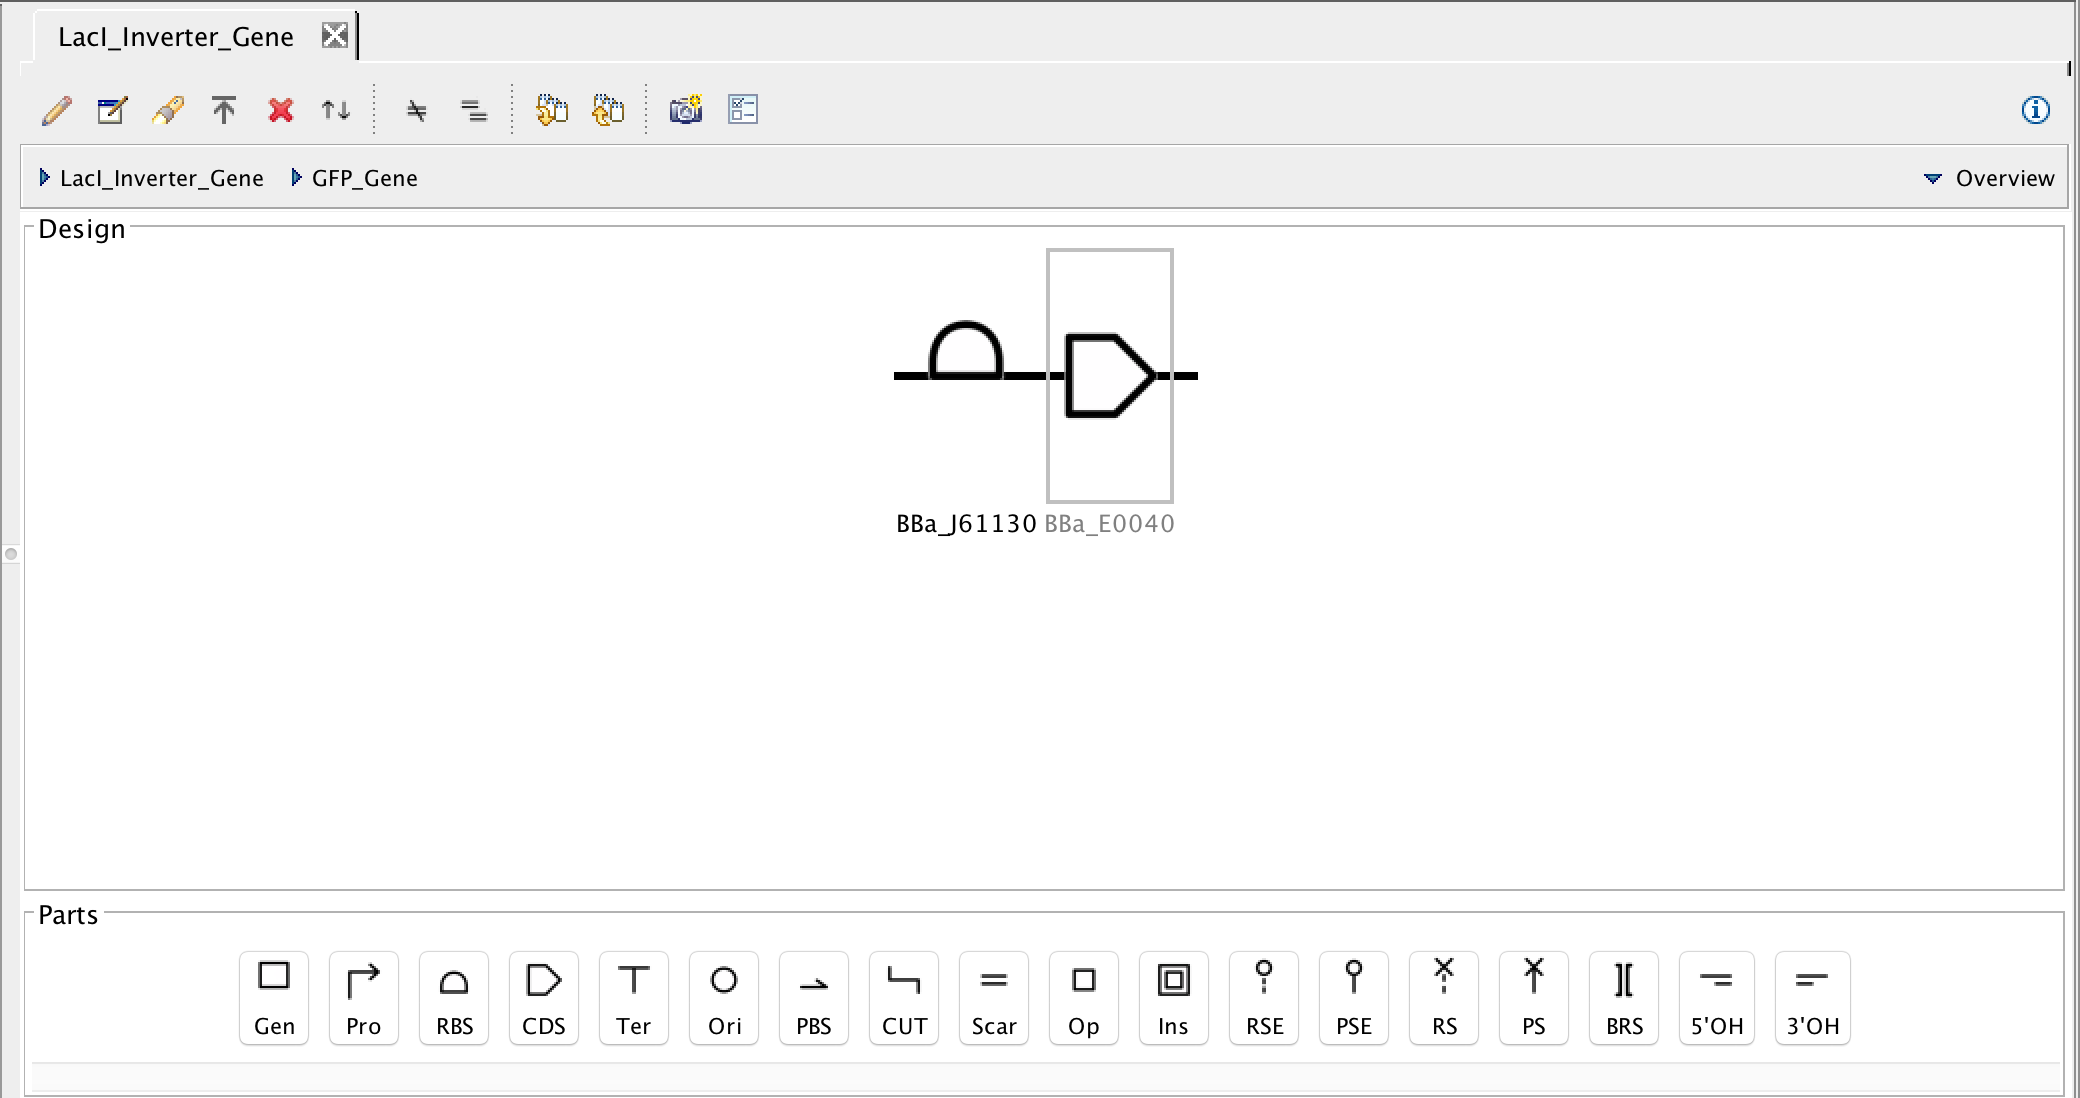 LacI_Inverter_Gene
LacI_Inverter_Gene GFP_Gene Overview
Design
BBa_J61130 BBa_E0040
Parts
Gen Pro RBS CDS Ter Ori PBS CUT Scar Op Ins RSE PSE RS PS BRS 5'OH 3'OH